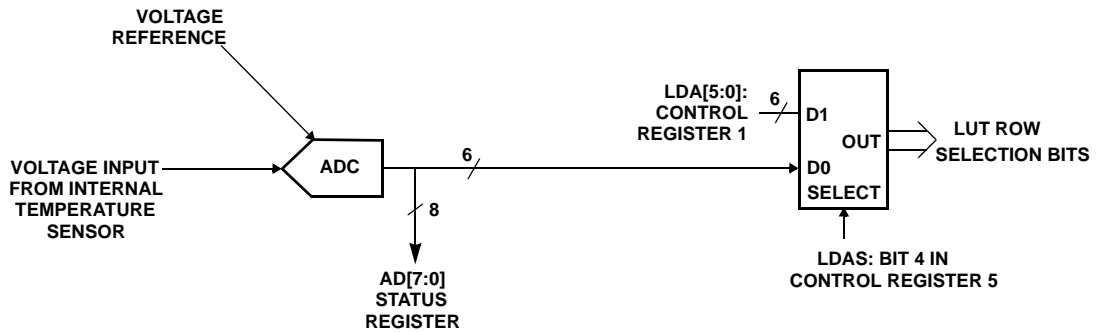 VOLTAGE
REFERENCE
LDA[5:0]:
CONTROL
REGISTER 1
6
D1
OUT
LUT ROW
SELECTION BITS
VOLTAGE INPUT
FROM INTERNAL
TEMPERATURE
SENSOR
ADC
6
D0
SELECT
8
LDAS: BIT 4 IN
CONTROL REGISTER 5
AD[7:0]
STATUS
REGISTER